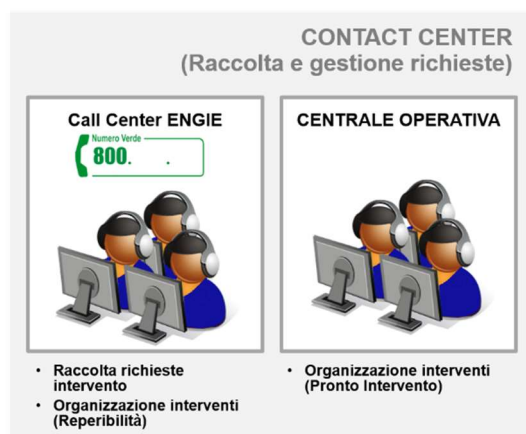 CONTACT CENTER
(Raccolta e gestione richieste)
Call Center ENGIE
Numero Verde
800. .
CENTRALE OPERATIVA
• Raccolta richieste
intervento
• Organizzazione interventi
(Reperibilità)
• Organizzazione interventi
(Pronto Intervento)